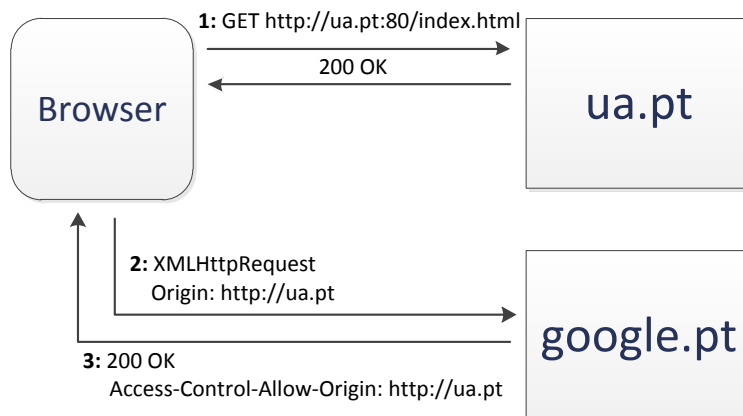 1: GET http://ua.pt:80/index.html
200 OK
Browser
ua.pt
2: XMLHttpRequest
Origin: http://ua.pt
google.pt
3: 200 OK
Access-Control-Allow-Origin: http://ua.pt